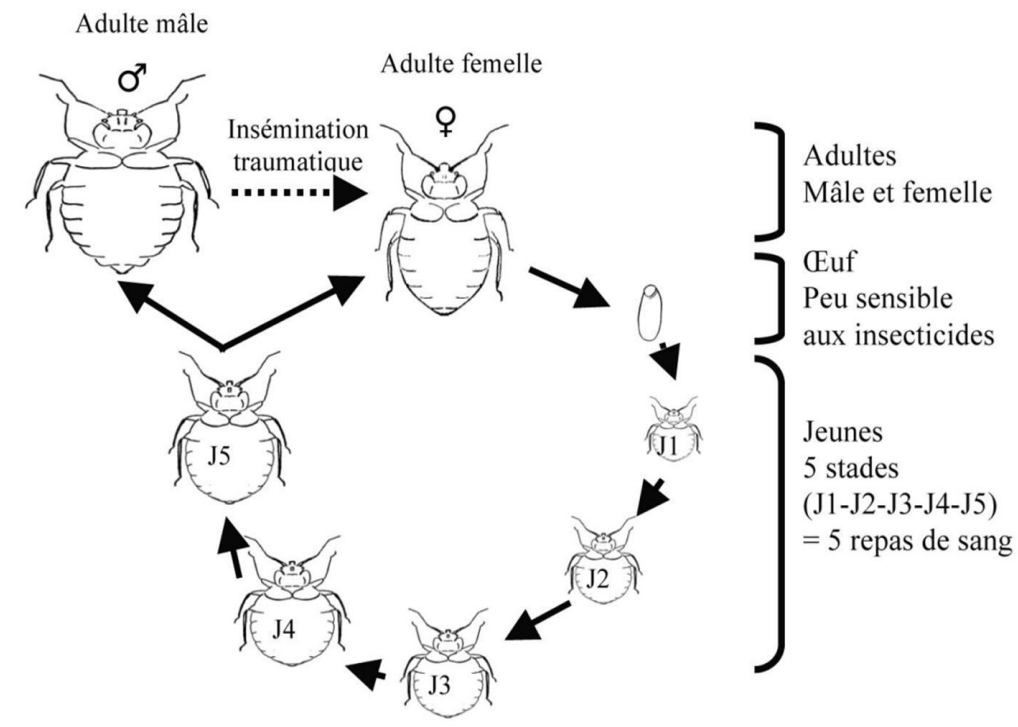 Adulte mâle
♂
Adulte femelle
♀
Insémination
traumatique
Adultes
Mâle et femelle
Œuf
Peu sensible
aux insecticides
Jeunes
5 stades
(J1-J2-J3-J4-J5)
= 5 repas de sang
J1
J2
J3
J4
J5